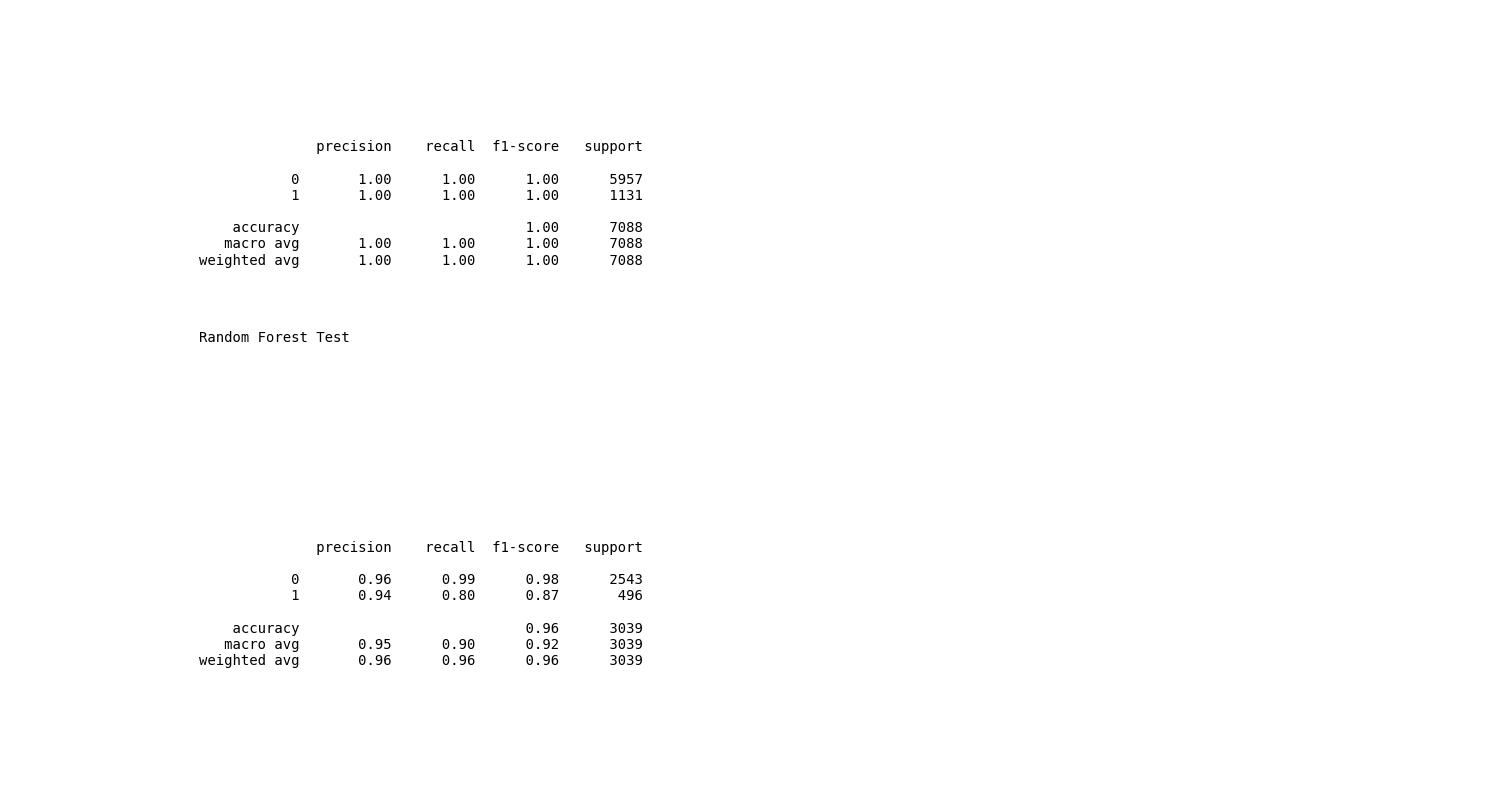 precision recall f1-score support
0 1.00 1.00 1.00 5957
1 1.00 1.00 1.00 1131
accuracy 1.00 7088
macro avg 1.00 1.00 1.00 7088
weighted avg 1.00 1.00 1.00 7088
Random Forest Test
precision recall f1-score support
0 0.96 0.99 0.98 2543
1 0.94 0.80 0.87 496
accuracy 0.96 3039
macro avg 0.95 0.90 0.92 3039
weighted avg 0.96 0.96 0.96 3039